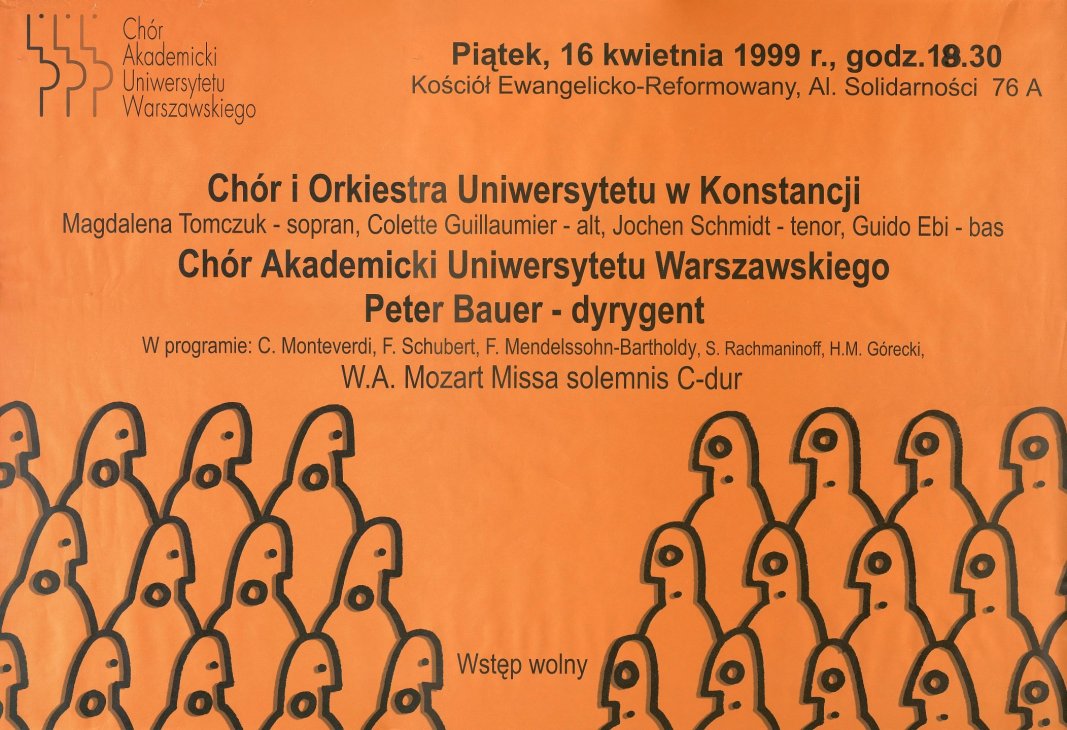 Chór
Akademicki
Uniwersytetu
Warszawskiego
Piątek, 16 kwietnia 1999 r., godz.18.30
Kościół Ewangelicko-Reformowany, Al. Solidarności 76 A
Chór i Orkiestra Uniwersytetu w Konstancji
Magdalena Tomczuk - sopran, Colette Guillaumier - alt, Jochen Schmidt - tenor, Guido Ebi - bas
Chór Akademicki Uniwersytetu Warszawskiego
Peter Bauer - dyrygent
W programie: C. Monteverdi, F. Schubert, F. Mendelssohn-Bartholdy, S. Rachmaninoff, H.M. Górecki,
W.A. Mozart Missa solemnis C-dur
Wstęp wolny